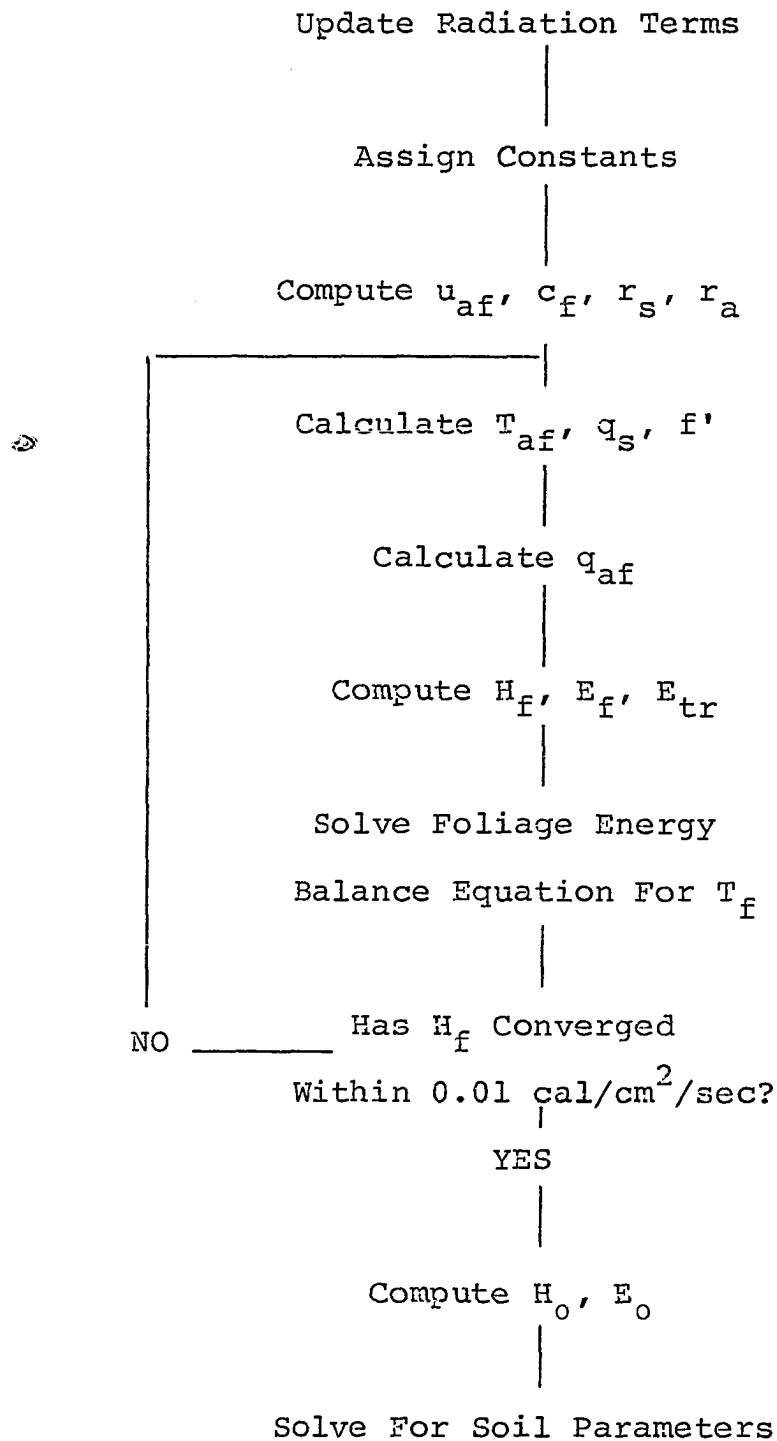 Update Radiation Terms
Assign Constants
Compute u_af, c_f, r_s, r_a
Calculate T_af, q_s, f'
Calculate q_af
Compute H_f, E_f, E_tr
Solve Foliage Energy
Balance Equation For T_f
Has H_f Converged
NO
Within 0.01 cal/cm²/sec?
YES
Compute H_o, E_o
Solve For Soil Parameters